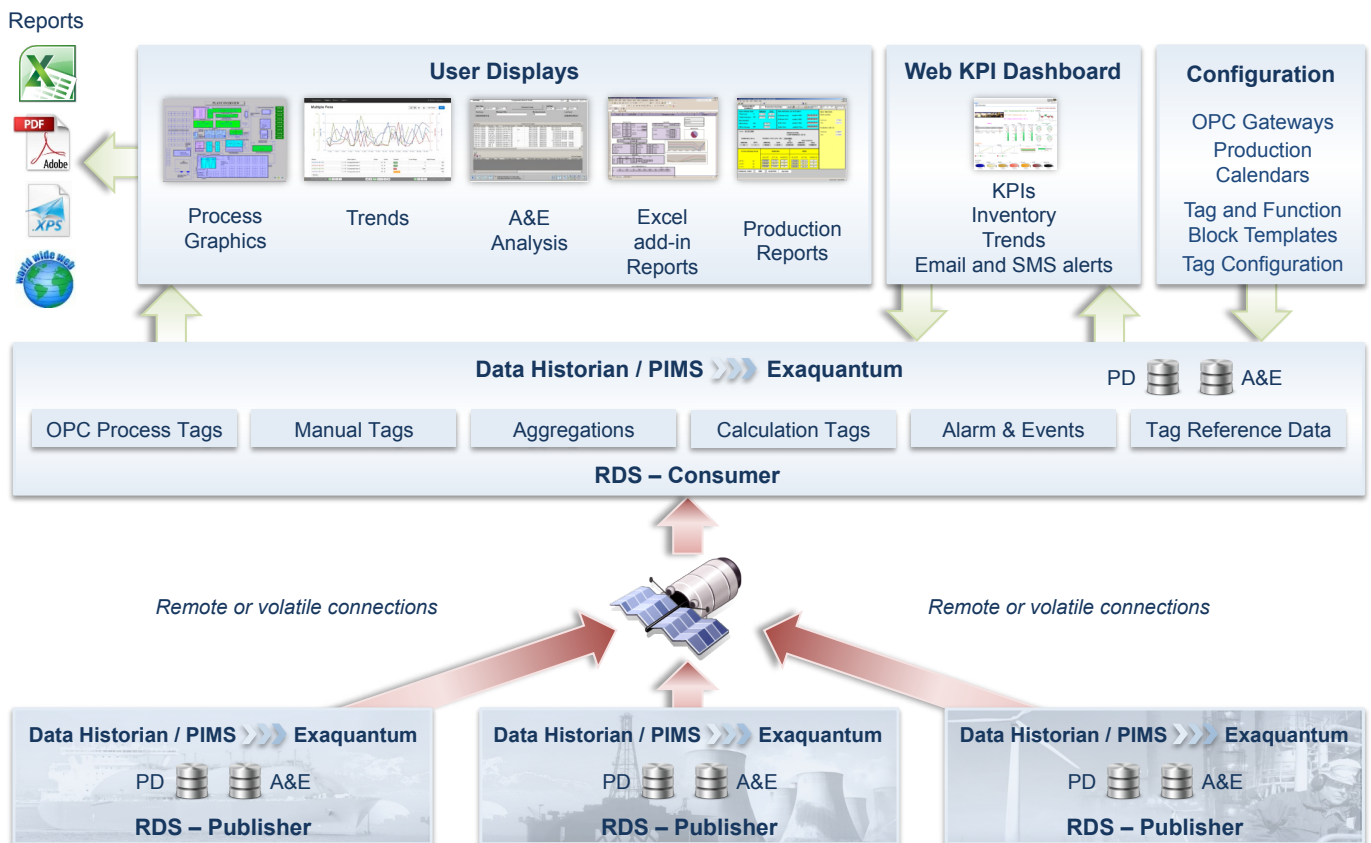 Reports
PDF
Adobe
XPS
world wide web
User Displays
Process
Graphics
Trends
A&E
Analysis
Excel
add-in
Reports
Production
Reports
Web KPI Dashboard
KPIs
Inventory
Trends
Email and SMS alerts
Configuration
OPC Gateways
Production
Calendars
Tag and Function
Block Templates
Tag Configuration
Data Historian / PIMS Exaquantum
PD A&E
OPC Process Tags Manual Tags Aggregations Calculation Tags Alarm & Events Tag Reference Data
RDS – Consumer
Remote or volatile connections
Remote or volatile connections
Data Historian / PIMS Exaquantum
PD A&E
RDS – Publisher
Data Historian / PIMS Exaquantum
PD A&E
RDS – Publisher
Data Historian / PIMS Exaquantum
PD A&E
RDS – Publisher